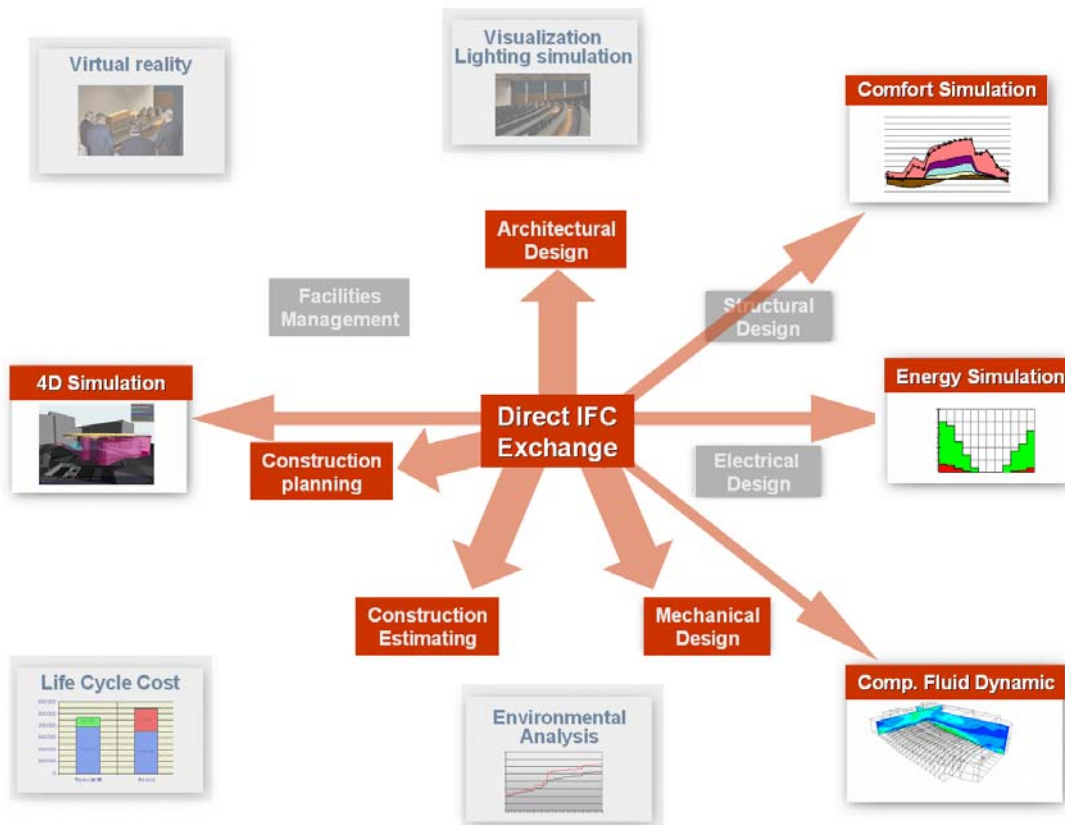 Virtual reality
Visualization
Lighting simulation
Comfort Simulation
Architectural
Design
Facilities
Management
Structural
Design
4D Simulation
Direct IFC
Exchange
Energy Simulation
Construction
planning
Electrical
Design
Construction
Estimating
Mechanical
Design
Life Cycle Cost
Environmental
Analysis
Comp. Fluid Dynamic